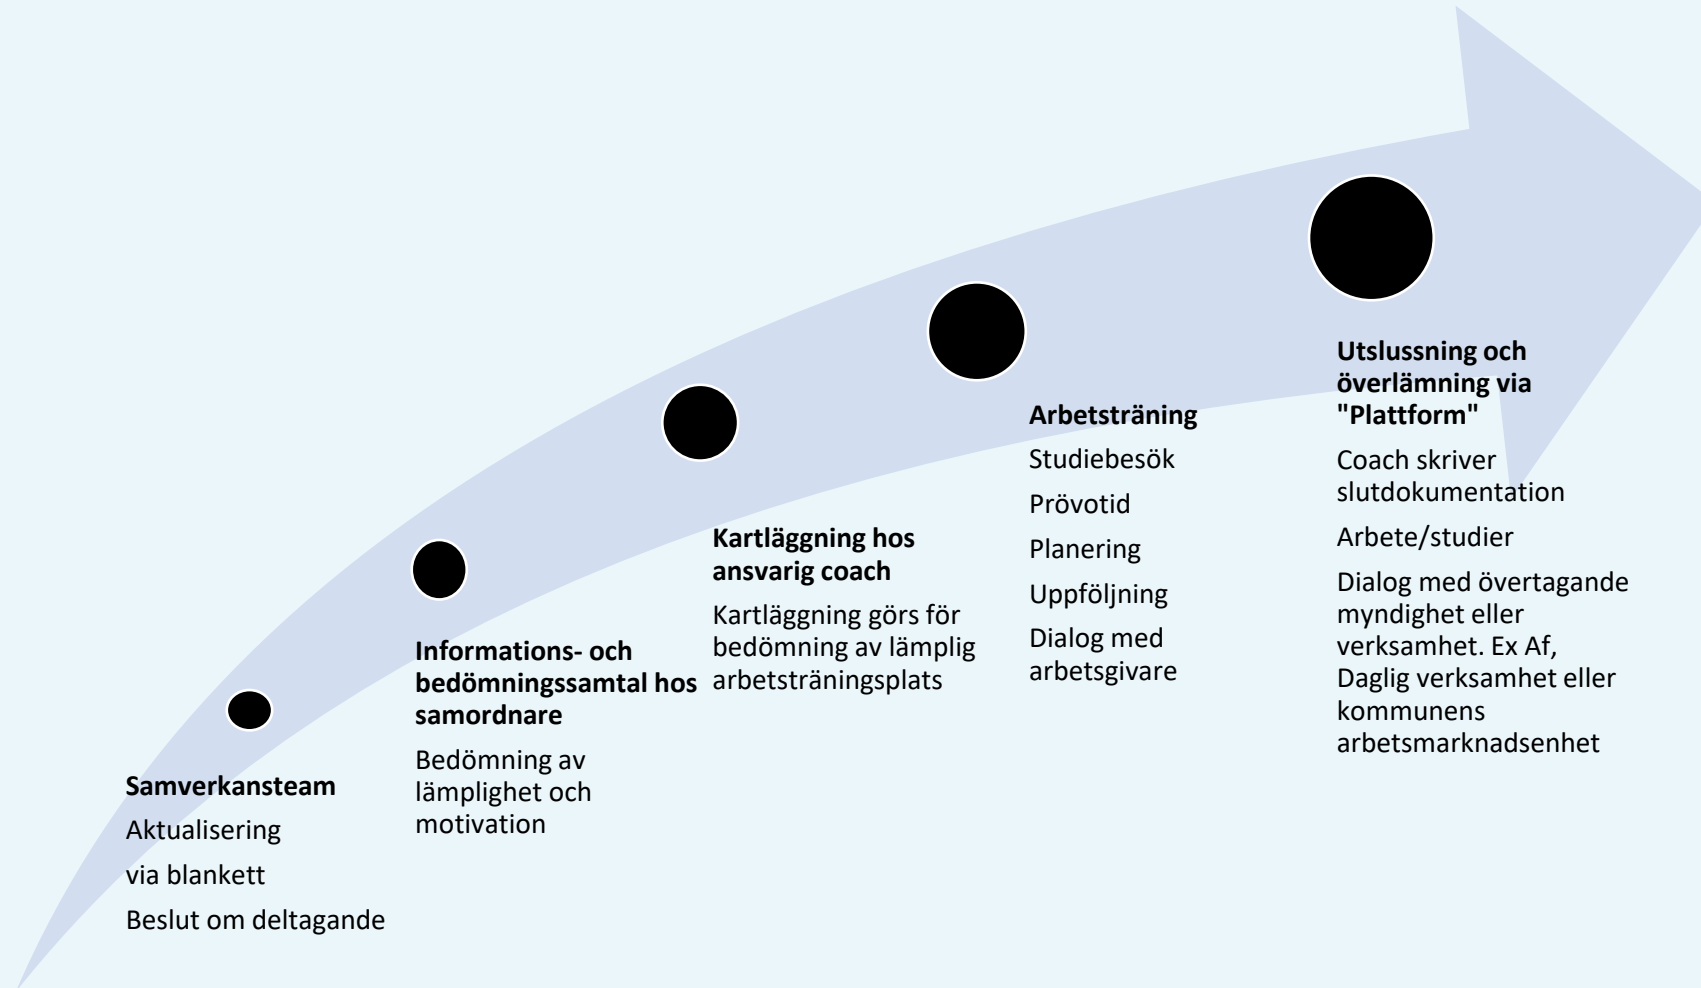 Samverkansteam
Aktualisering
via blankett
Beslut om deltagande
Informations- och
bedömningssamtal hos
samordnare
Bedömning av
lämplighet och
motivation
Kartläggning hos
ansvarig coach
Kartläggning görs för
bedömning av lämplig
arbetsträningsplats
Arbetsträning
Studiebesök
Prövotid
Planering
Uppföljning
Dialog med
arbetsgivare
Utslussning och
överlämning via
"Plattform"
Coach skriver
slutdokumentation
Arbete/studier
Dialog med övertagande
myndighet eller
verksamhet. Ex Af,
Daglig verksamhet eller
kommunens
arbetsmarknadsenhet